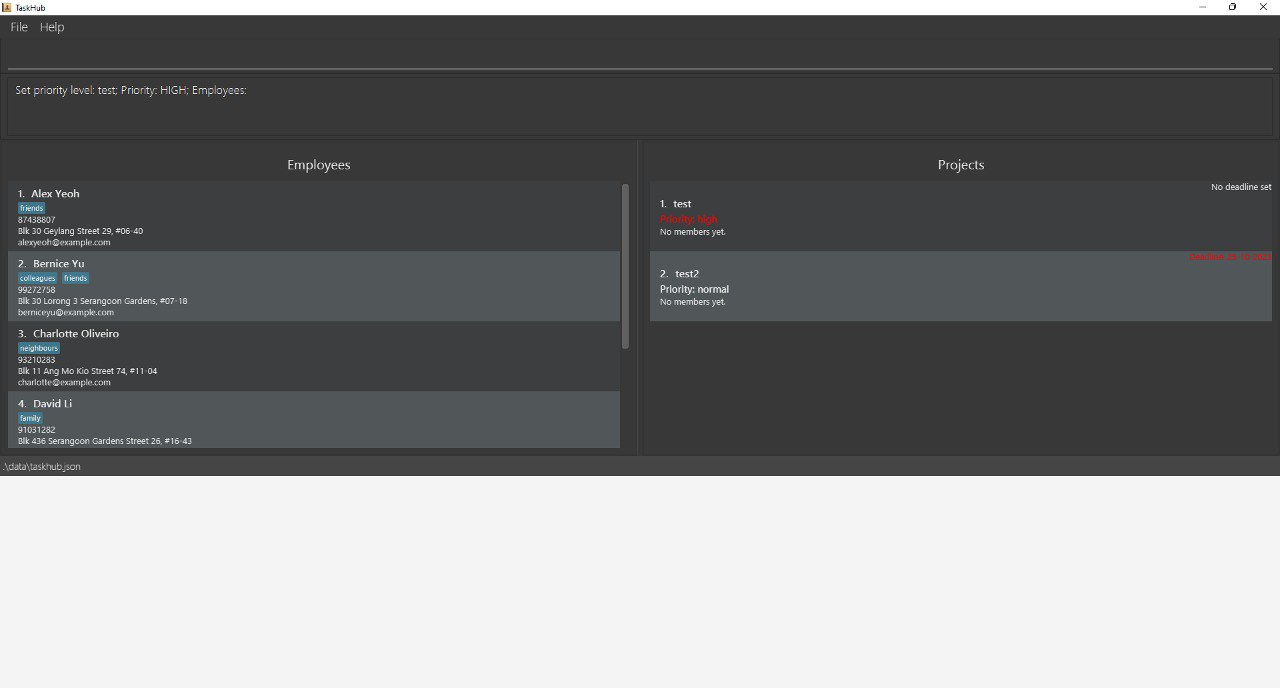 TaskHub
File Help
Set priority level: test; Priority: HIGH; Employees:
Employees
1. Alex Yeoh
friends
87438807
Blk 30 Geylang Street 29, #06-40
alexyeoh@example.com
2. Bernice Yu
colleagues friends
99272758
Blk 30 Lorong 3 Serangoon Gardens, #07-18
berniceyu@example.com
3. Charlotte Oliveiro
neighbours
93210283
Blk 11 Ang Mo Kio Street 74, #11-04
charlotte@example.com
4. David Li
family
91031282
Blk 436 Serangoon Gardens Street 26, #16-43
Projects
No deadline set
1. test
Priority: high
No members yet.
Deadline:
2. test2
Priority: normal
No members yet.
.\data\taskhub.json